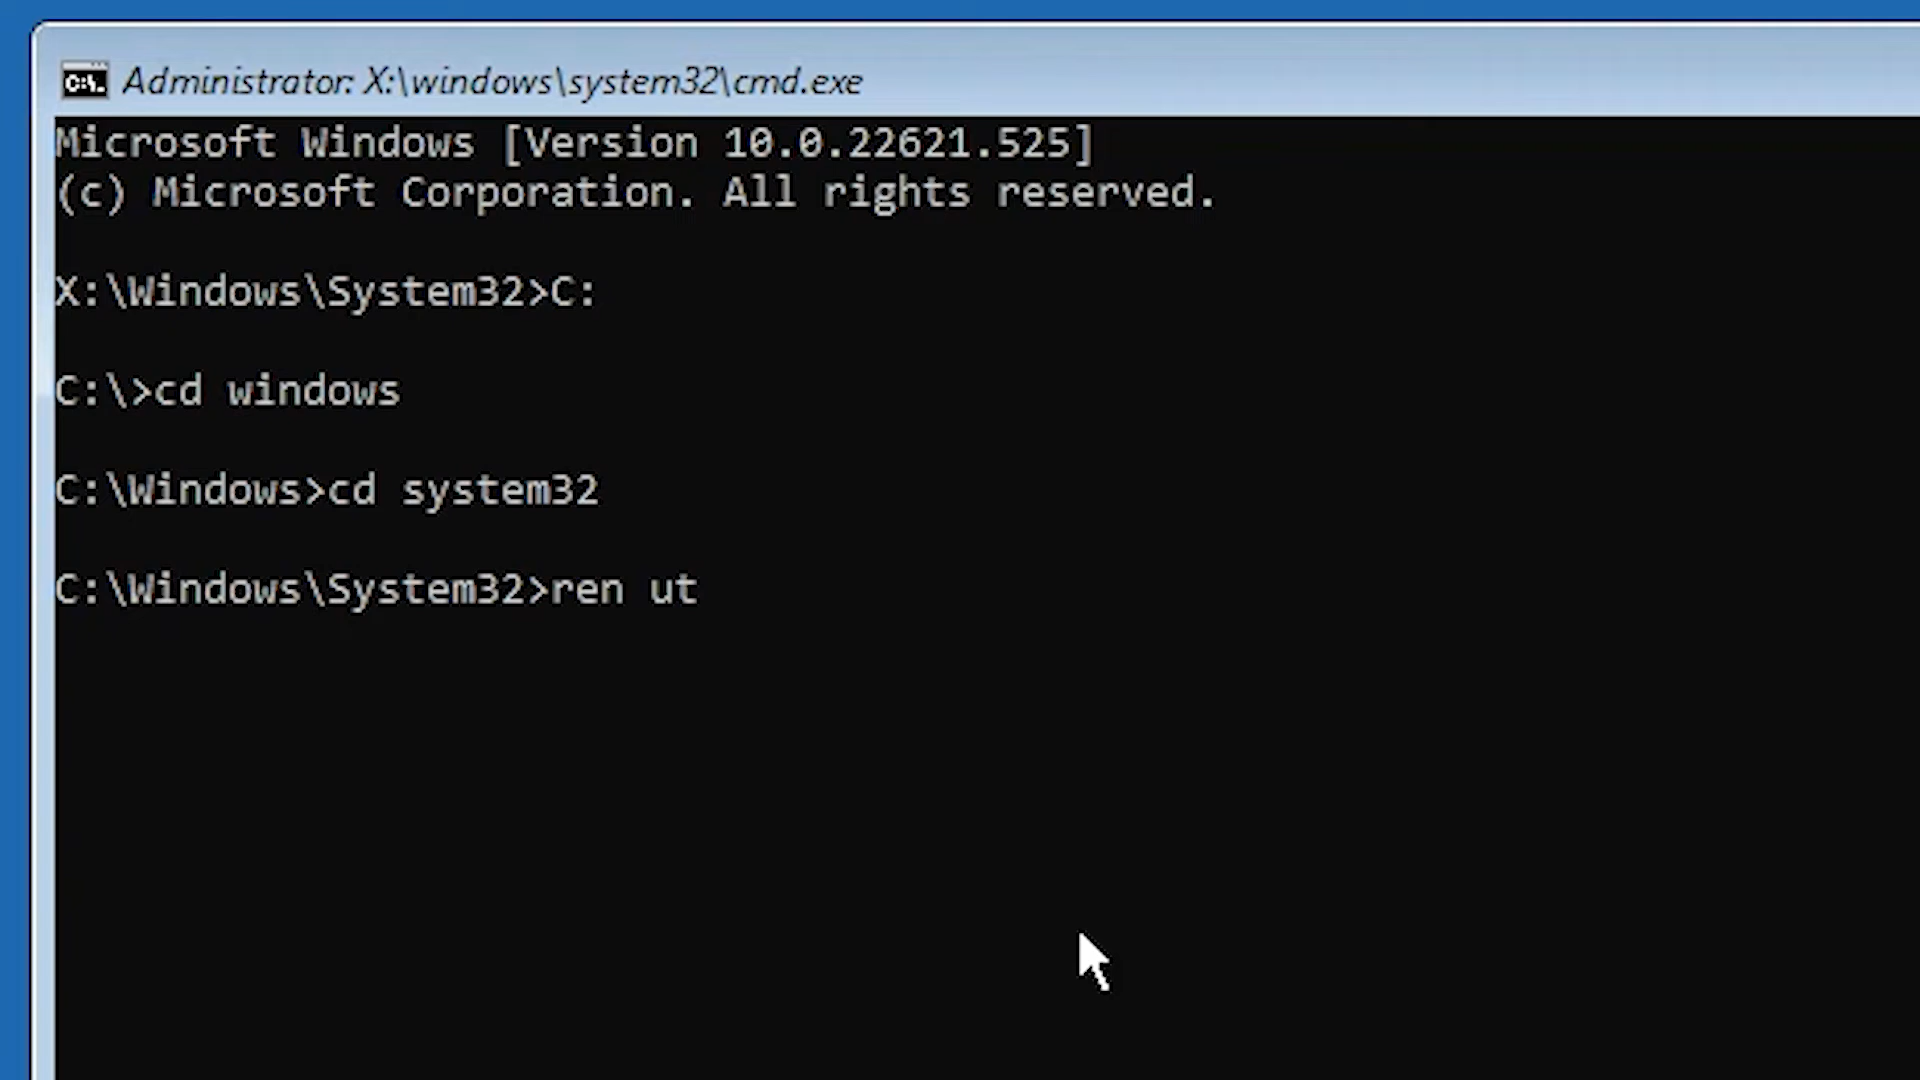 C:\.
Administrator: X:\windows\system32\cmd.exe
Microsoft Windows [Version 10.0.22621.525]
(c) Microsoft Corporation. All rights reserved.
X:\Windows\System32>C:
C:\>cd windows
C:\Windows>cd system32
C:\Windows\System32>ren ut